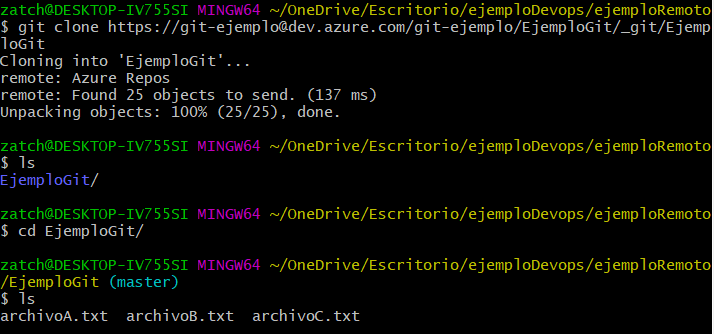 zatch@DESKTOP-IV755SI MINGW64 ~/OneDrive/Escritorio/ejemploDevops/ejemploRemoto
$ git clone https://git-ejemplo@dev.azure.com/git-ejemplo/EjemploGit/_git/Ejemp
loGit
Cloning into 'EjemploGit'...
remote: Azure Repos
remote: Found 25 objects to send. (137 ms)
Unpacking objects: 100% (25/25), done.
zatch@DESKTOP-IV755SI MINGW64 ~/OneDrive/Escritorio/ejemploDevops/ejemploRemoto
$ ls
EjemploGit/
zatch@DESKTOP-IV755SI MINGW64 ~/OneDrive/Escritorio/ejemploDevops/ejemploRemoto
$ cd EjemploGit/
zatch@DESKTOP-IV755SI MINGW64 ~/OneDrive/Escritorio/ejemploDevops/ejemploRemoto
/EjemploGit (master)
$ ls
archivoA.txt  archivoB.txt  archivoC.txt